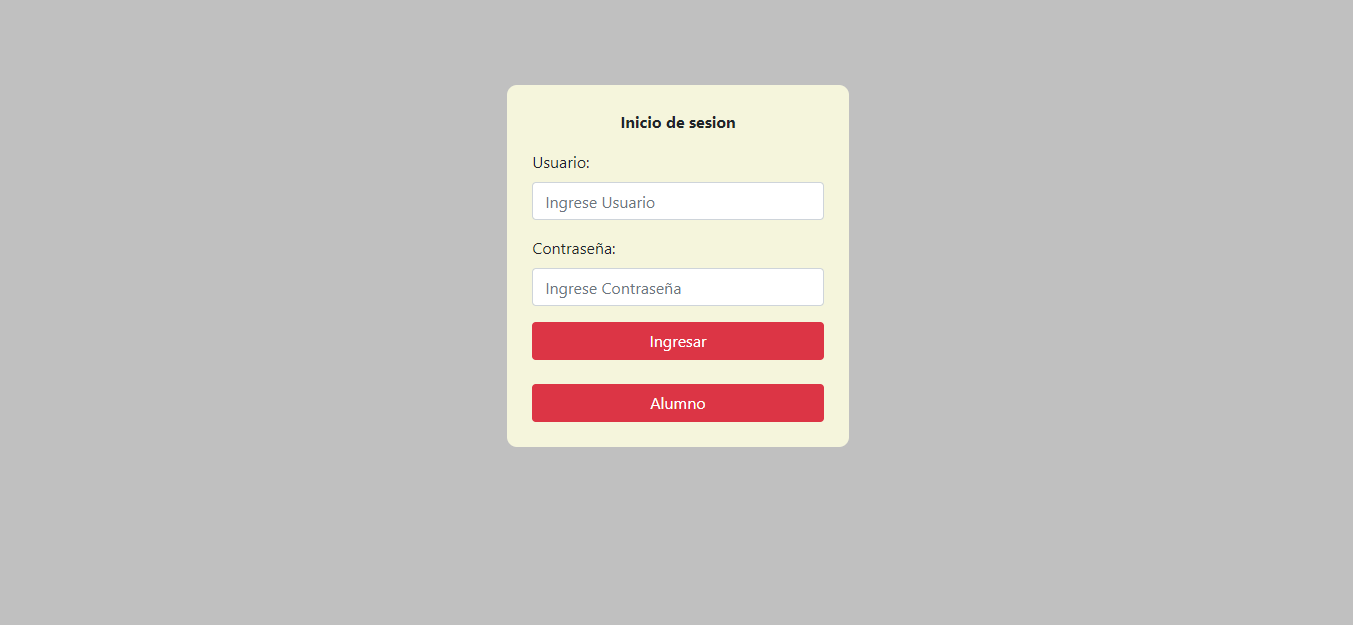 Inicio de sesion
Usuario:
Ingrese Usuario
Contraseña:
Ingrese Contraseña
Ingresar
Alumno